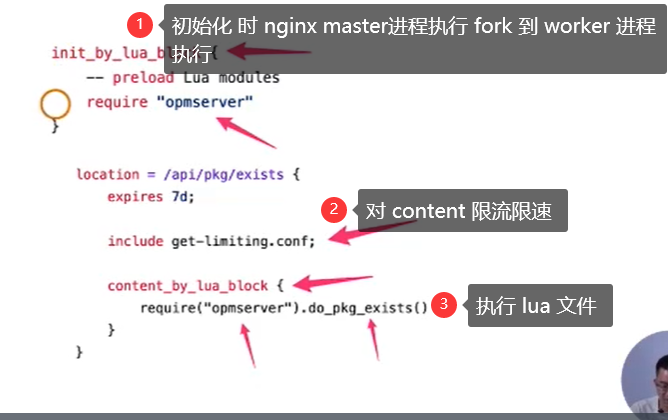 1 初始化 时 nginx master进程执行 fork 到 worker 进程
执行
init_by_lua_block {
-- preload Lua modules
require "opmserver"
}
location = /api/pkg/exists {
expires 7d;
2 对 content 限流限速
include get-limiting.conf;
content_by_lua_block {
require("opmserver").do_pkg_exists() 3 执行 lua 文件
}
}